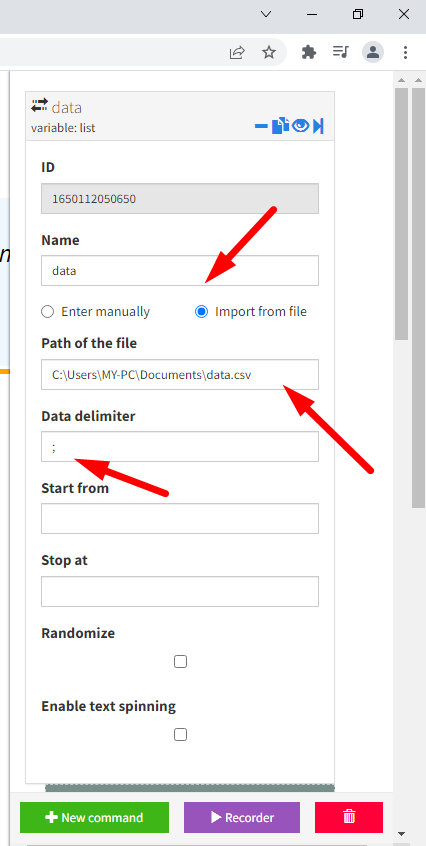 data
variable: list
ID
1650112050650
Name
data
n
Enter manually Import from file
Path of the file
C:\Users\MY-PC\Documents\data.csv
Data delimiter
;
Start from
Stop at
Randomize
Enable text spinning
New command Recorder